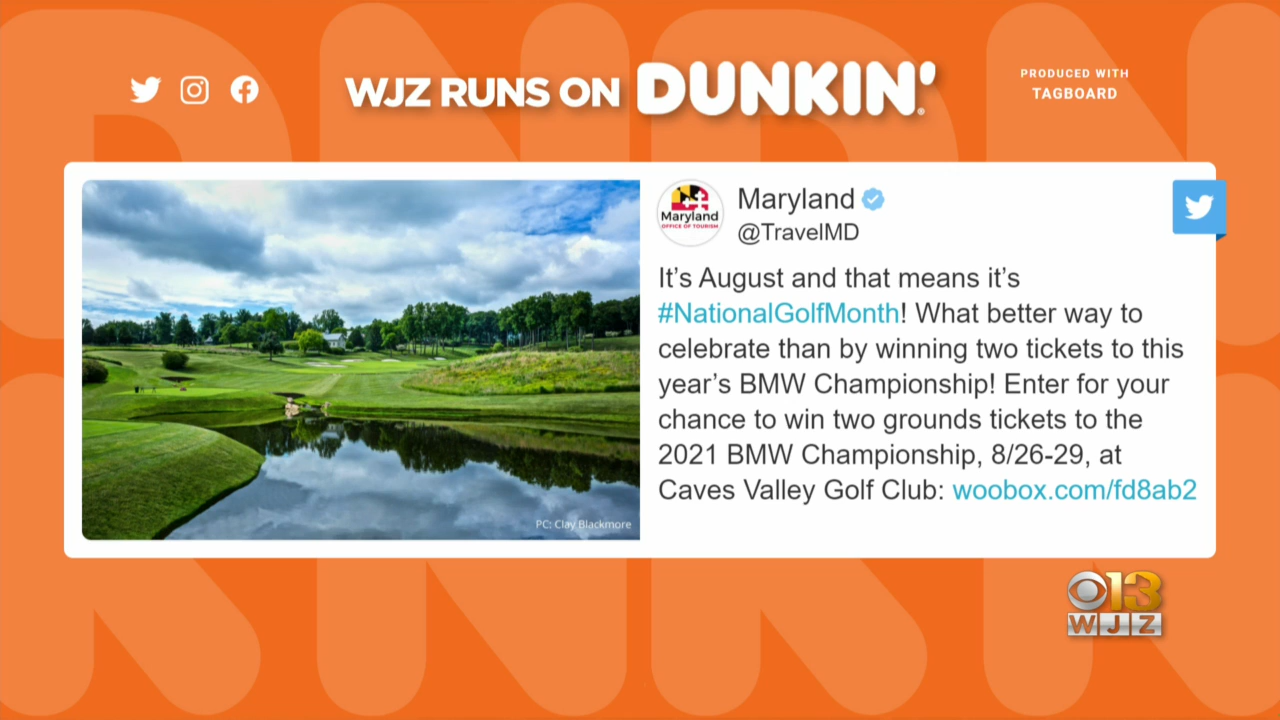 WJZ RUNS ON DUNKIN'
PRODUCED WITH
TAGBOARD
Maryland
OFFICE OF TOURISM
Maryland
@TravelMD
It's August and that means it's
#NationalGolfMonth! What better way to
celebrate than by winning two tickets to this
year's BMW Championship! Enter for your
chance to win two grounds tickets to the
2021 BMW Championship, 8/26-29, at
Caves Valley Golf Club: woobox.com/fd8ab2
PC: Clay Blackmore
13
WJZ